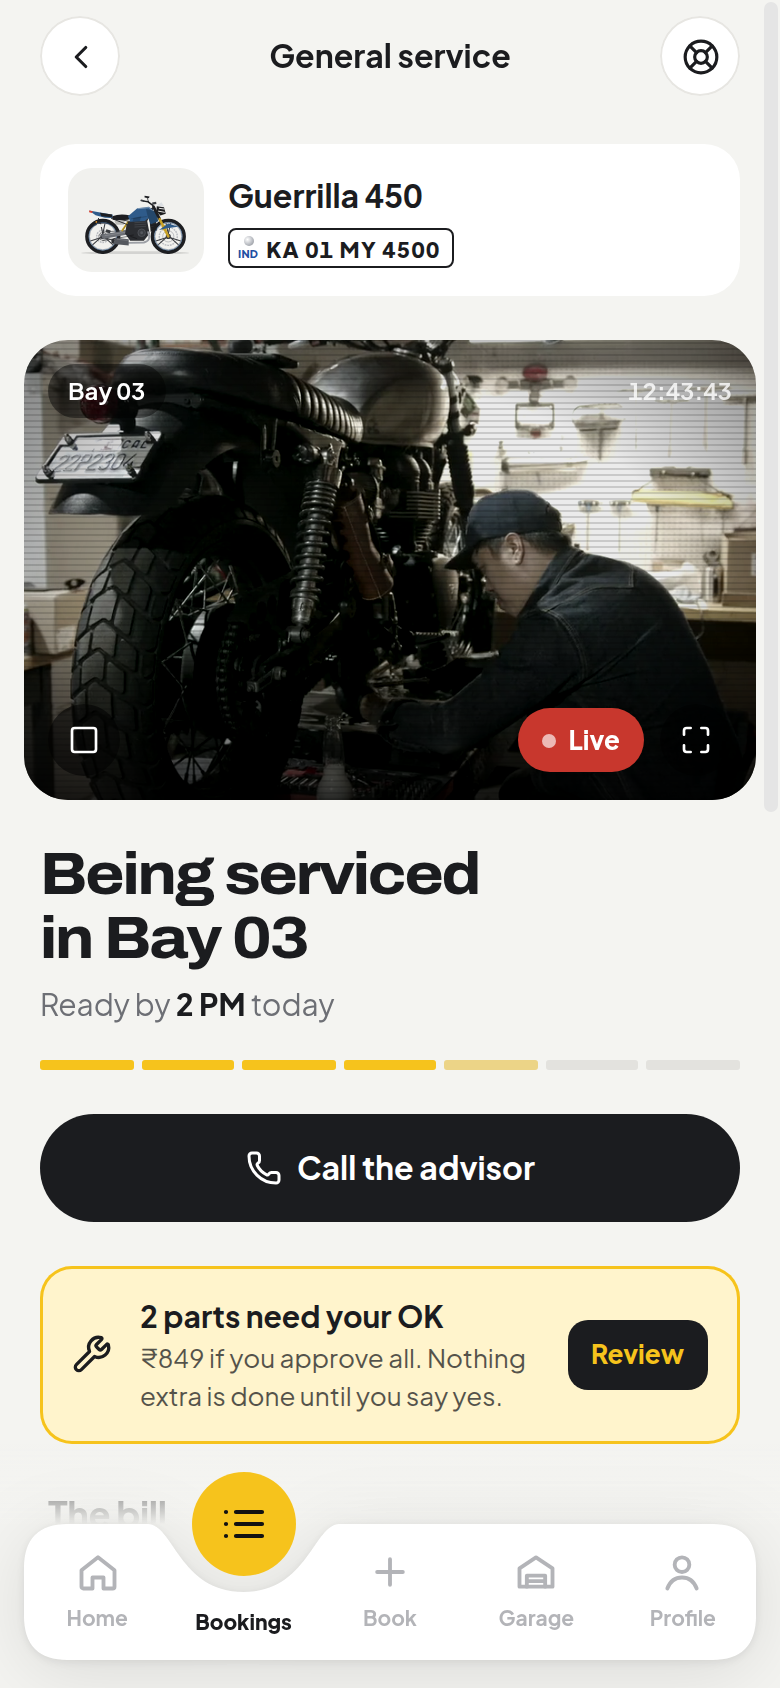 General service
Guerrilla 450
IND KA 01 MY 4500
Bay 03
12:43:43
22P2304
Live
Being serviced
in Bay 03
Ready by 2 PM today
Call the advisor
2 parts need your OK
₹849 if you approve all. Nothing
extra is done until you say yes.
Review
The bill
Home
Bookings
Book
Garage
Profile